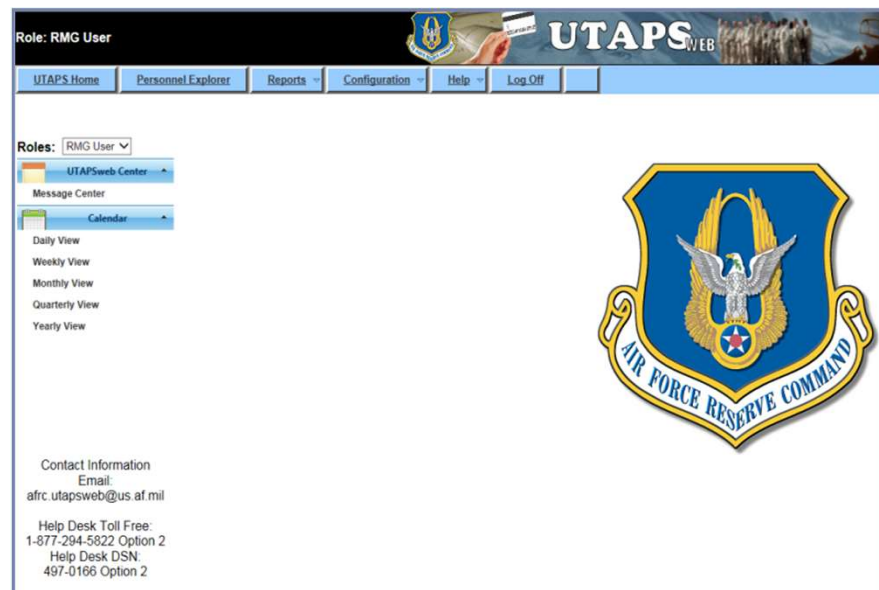 Role: RMG User
UTAPSWEB
UTAPS Home
Personnel Explorer
Reports
Configuration
Help
Log Off
Roles: RMG User
UTAPSweb Center
Message Center
Calendar
Daily View
Weekly View
Monthly View
Quarterly View
Yearly View
AIR FORCE RESERVE COMMAND
Contact Information
Email:
afrc.utapsweb@us.af.mil
Help Desk Toll Free:
1-877-294-5822 Option 2
Help Desk DSN:
497-0166 Option 2